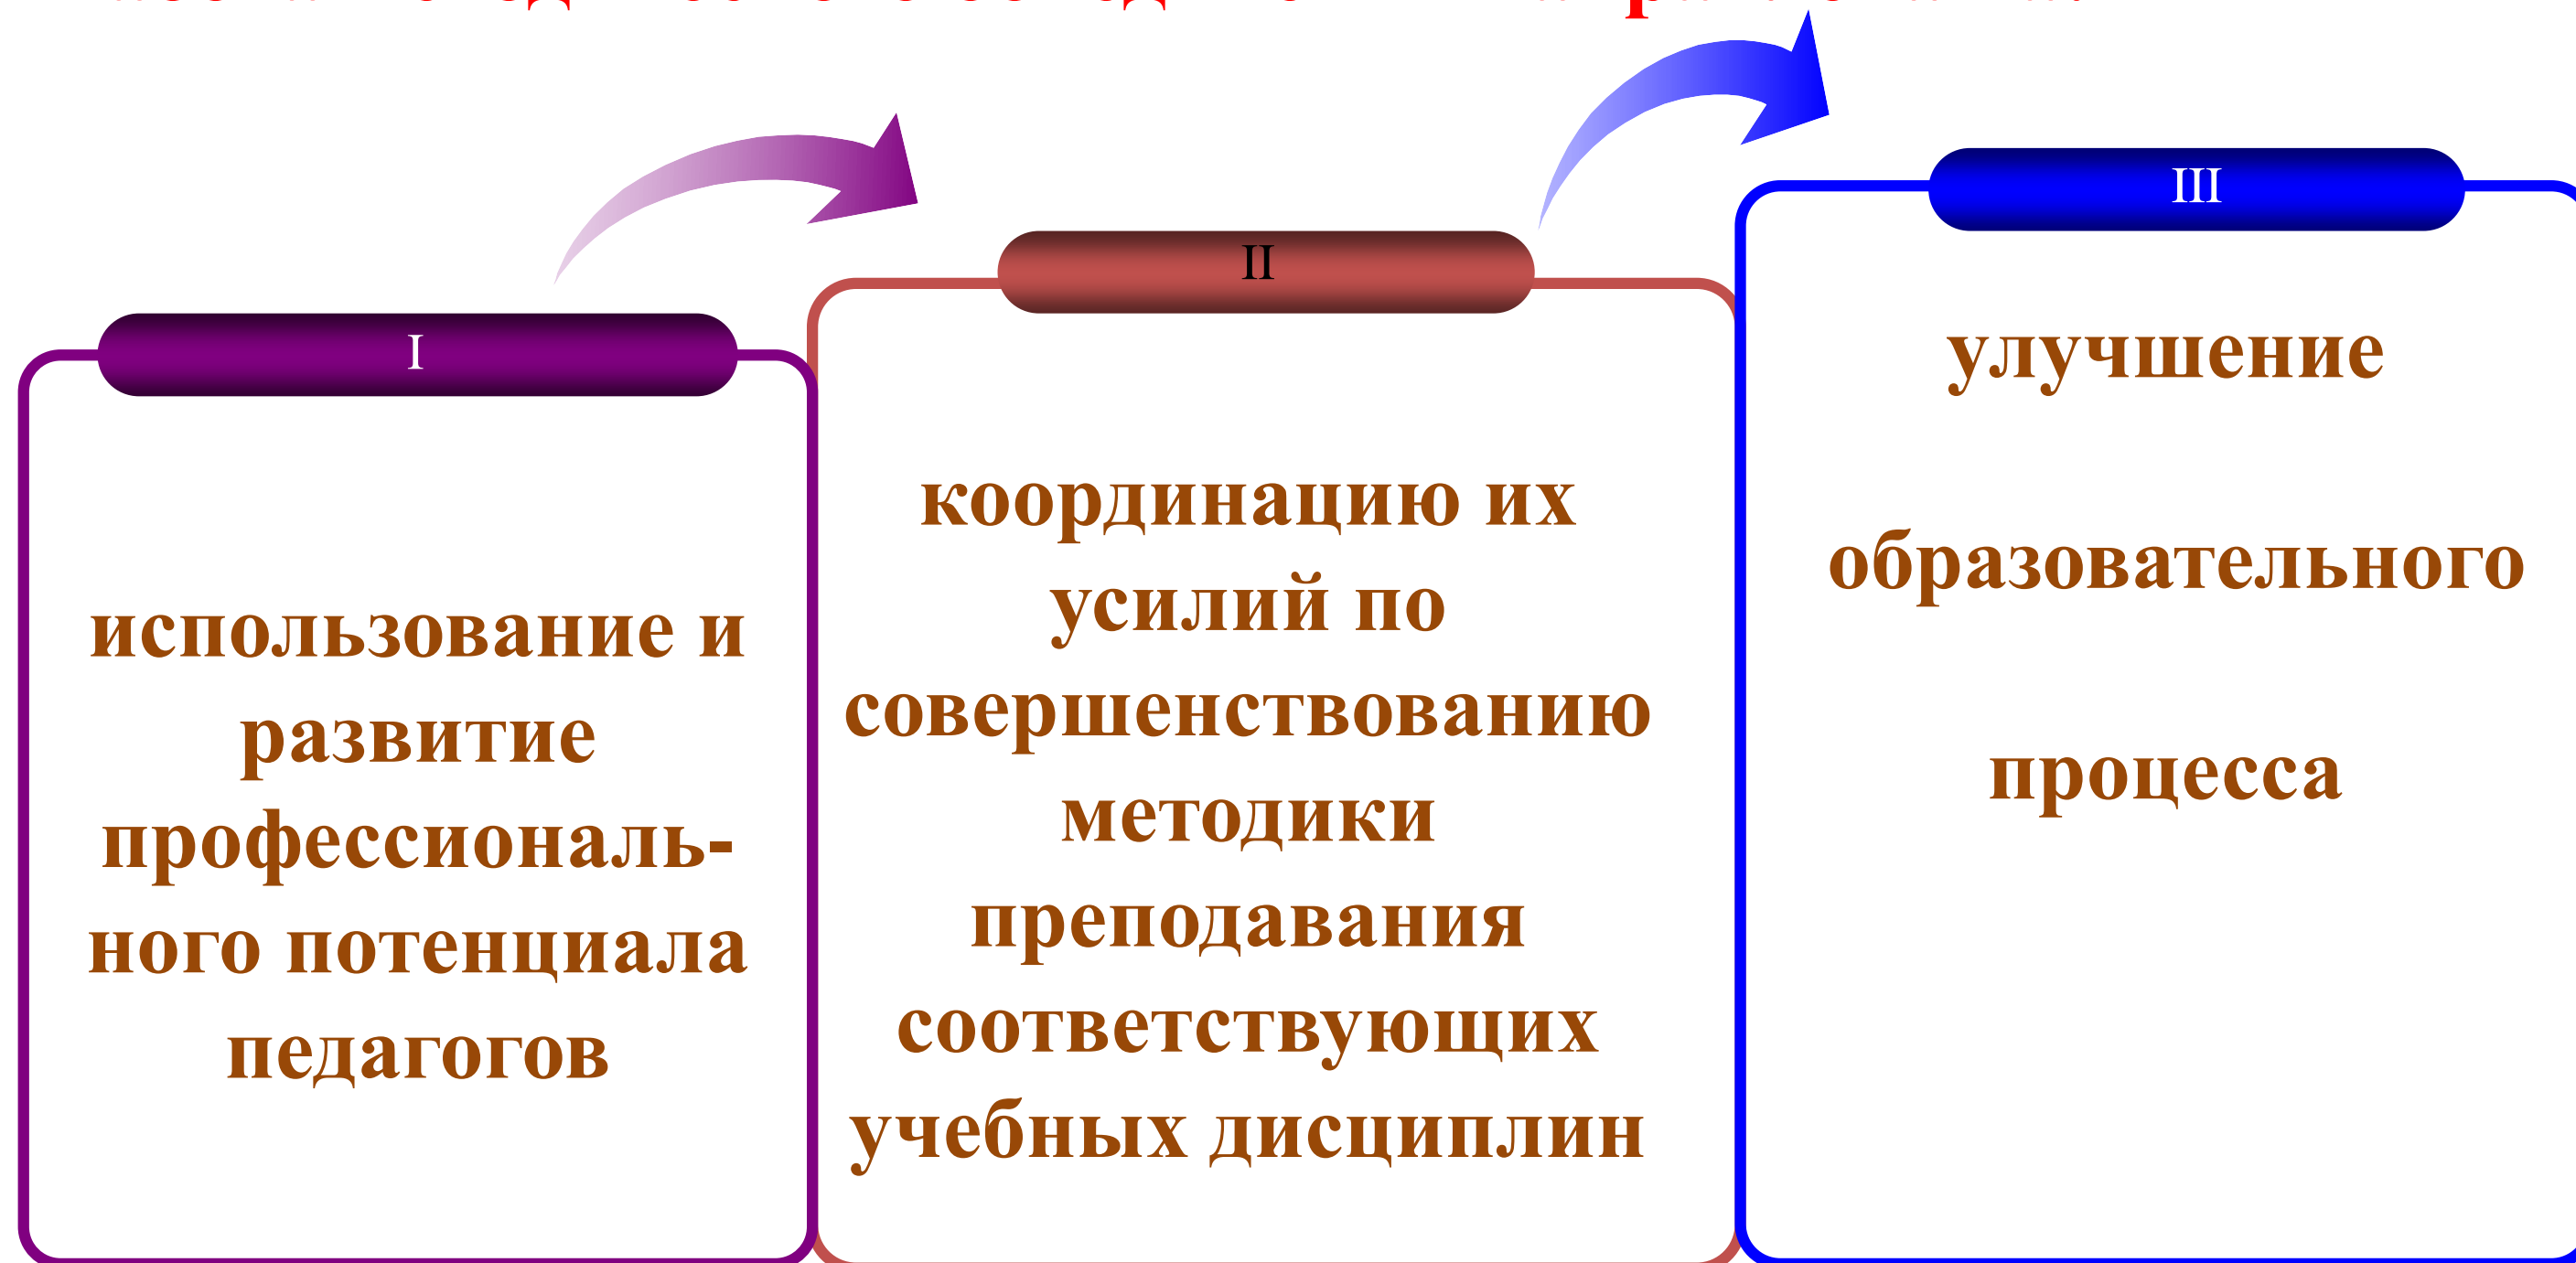 I
использование и
развитие
профессиональ-
ного потенциала
педагогов
II
координацию их
усилий по
совершенствованию
методики
преподавания
соответствующих
учебных дисциплин
III
улучшение
образовательного
процесса